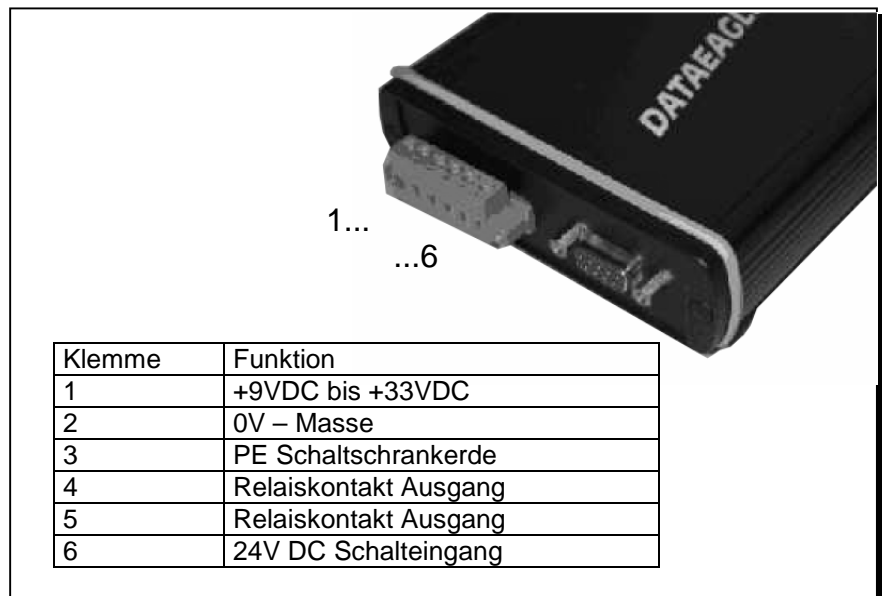 DATAEAGLE
1...
...6
Klemme Funktion
1 +9VDC bis +33VDC
2 0V – Masse
3 PE Schaltschrankerde
4 Relaiskontakt Ausgang
5 Relaiskontakt Ausgang
6 24V DC Schalteingang